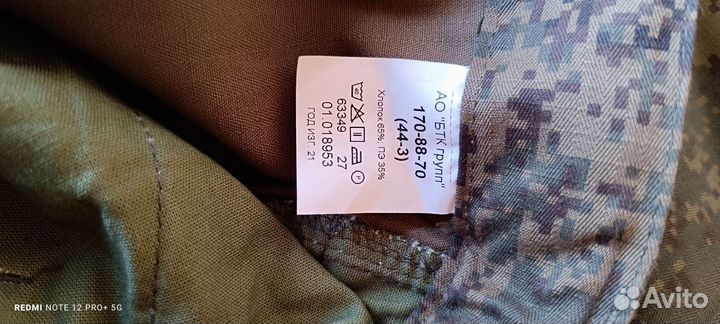 АО "БТК групп"
170-88-70
(44-3)
Хлопок 65%, ПЭ 35%
63349 27
01.018953
ГОД ИЗГ. 21
REDMI NOTE 12 PRO+ 5G
Avito